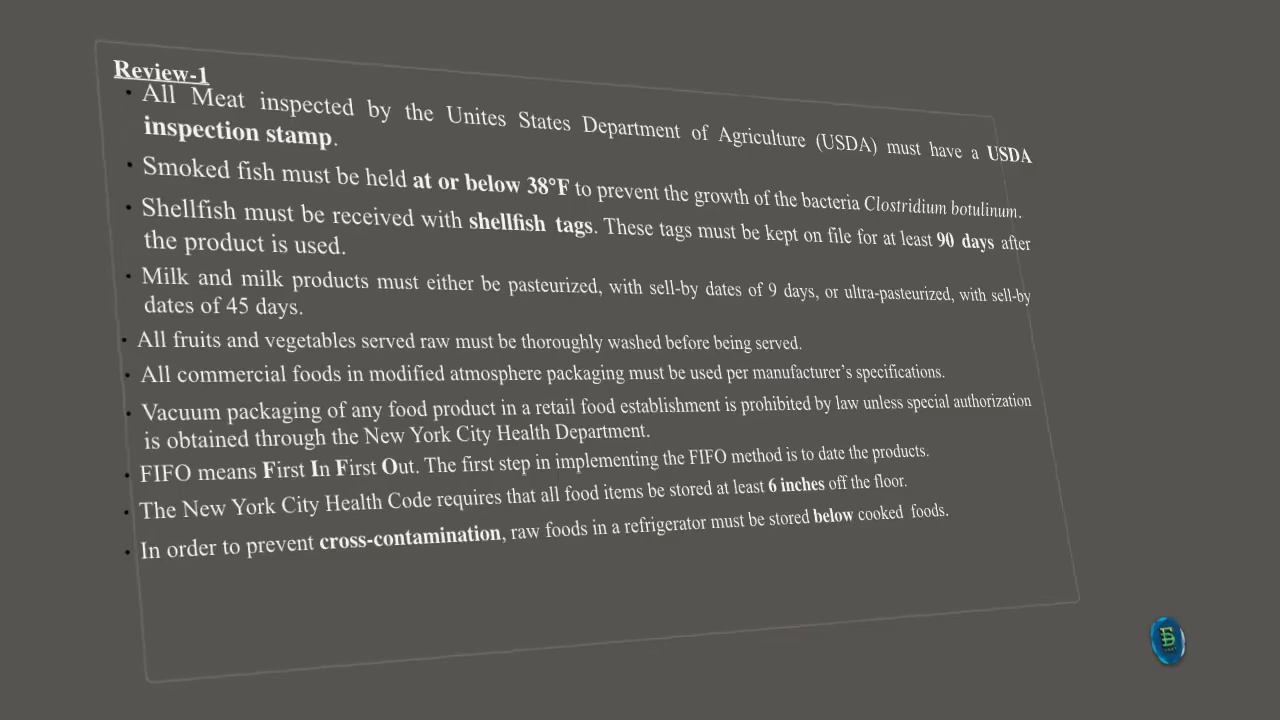 Review-1
• All Meat inspected by the Unites States Department of Agriculture (USDA) must have a USDA
inspection stamp.
• Smoked fish must be held at or below 38°F to prevent the growth of the bacteria Clostridium botulinum.
• Shellfish must be received with shellfish tags. These tags must be kept on file for at least 90 days after
the product is used.
• Milk and milk products must either be pasteurized, with sell-by dates of 9 days, or ultra-pasteurized, with sell-by
dates of 45 days.
• All fruits and vegetables served raw must be thoroughly washed before being served.
• All commercial foods in modified atmosphere packaging must be used per manufacturer's specifications.
• Vacuum packaging of any food product in a retail food establishment is prohibited by law unless special authorization
is obtained through the New York City Health Department.
• FIFO means First In First Out. The first step in implementing the FIFO method is to date the products.
• The New York City Health Code requires that all food items be stored at least 6 inches off the floor.
• In order to prevent cross-contamination, raw foods in a refrigerator must be stored below cooked foods.